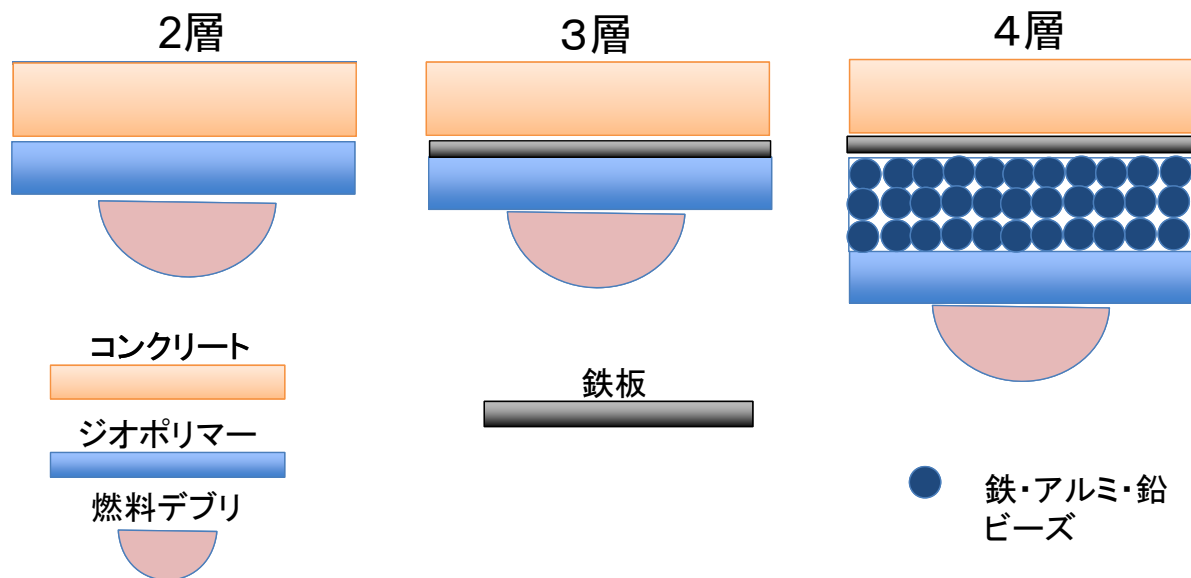 2層
3層
4層
コンクリート
ジオポリマー
燃料デブリ
鉄板
鉄・アルミ・鉛
ビーズ